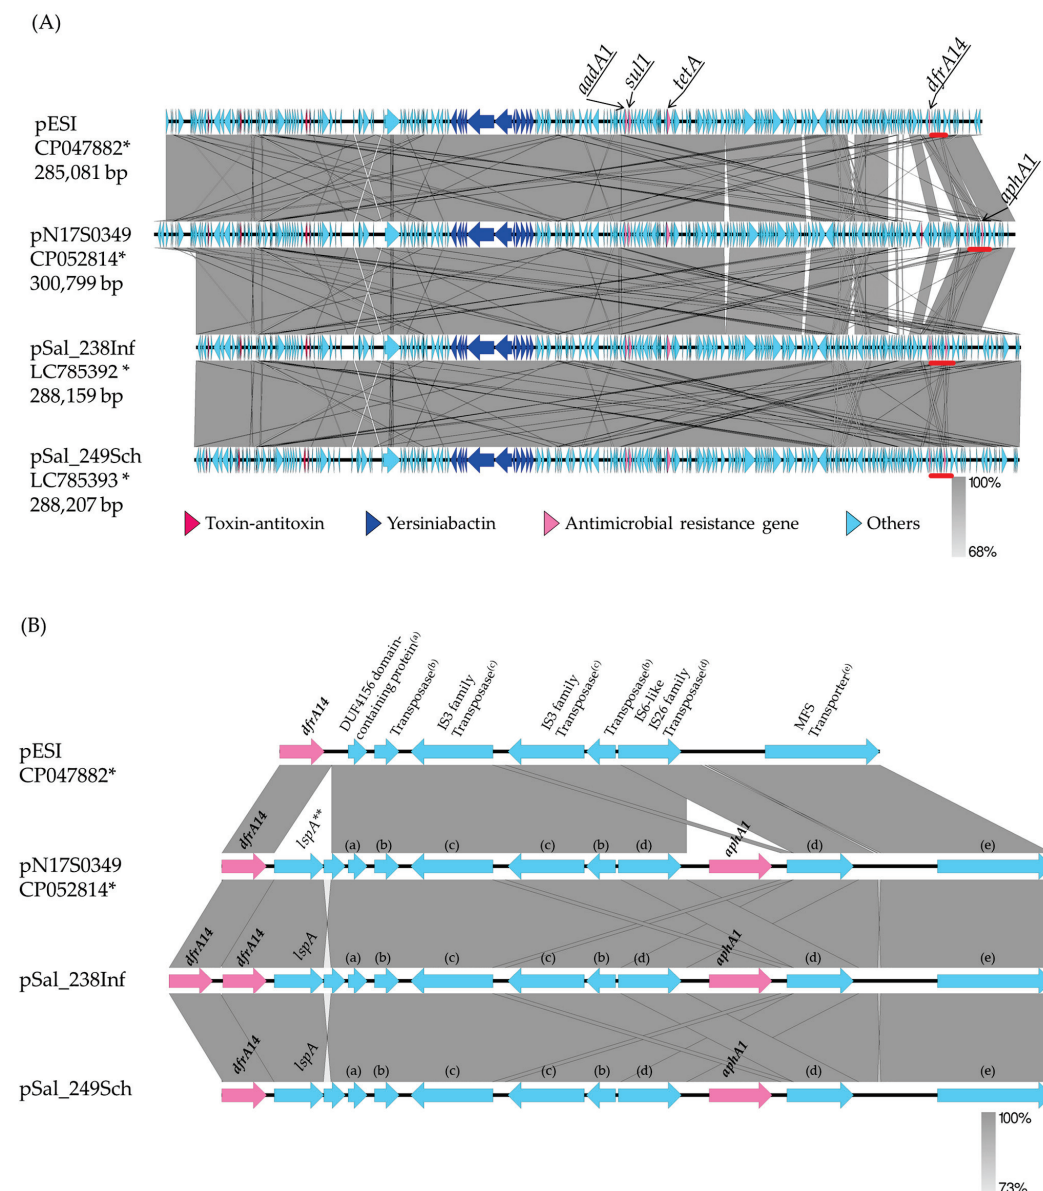 (A)
aadA1
sul1
tetA
dfrA14
pESI
CP047882*
285,081 bp
aphA1
pN17S0349
CP052814*
300,799 bp
pSal_238Inf
LC785392 *
288,159 bp
pSal_249Sch
LC785393 *
288,207 bp
100%
68%
Toxin-antitoxin
Yersiniabactin
Antimicrobial resistance gene
Others
(B)
dfrA14
DUF4156 domain-
containing protein(a)
Transposase(b)
IS3 family
Transposase(c)
IS3 family
Transposase(c)
Transposase(b)
IS6-like
IS26 family
Transposase(d)
MFS
Transporter(e)
pESI
CP047882*
dfrA14
lspA**
(a)
(b)
(c)
(c)
(b)
(d)
aphA1
(d)
(e)
pN17S0349
CP052814*
dfrA14
dfrA14
lspA
(a)
(b)
(c)
(c)
(b)
(d)
aphA1
(d)
(e)
pSal_238Inf
dfrA14
lspA
(a)
(b)
(c)
(c)
(b)
(d)
aphA1
(d)
(e)
pSal_249Sch
100%
73%